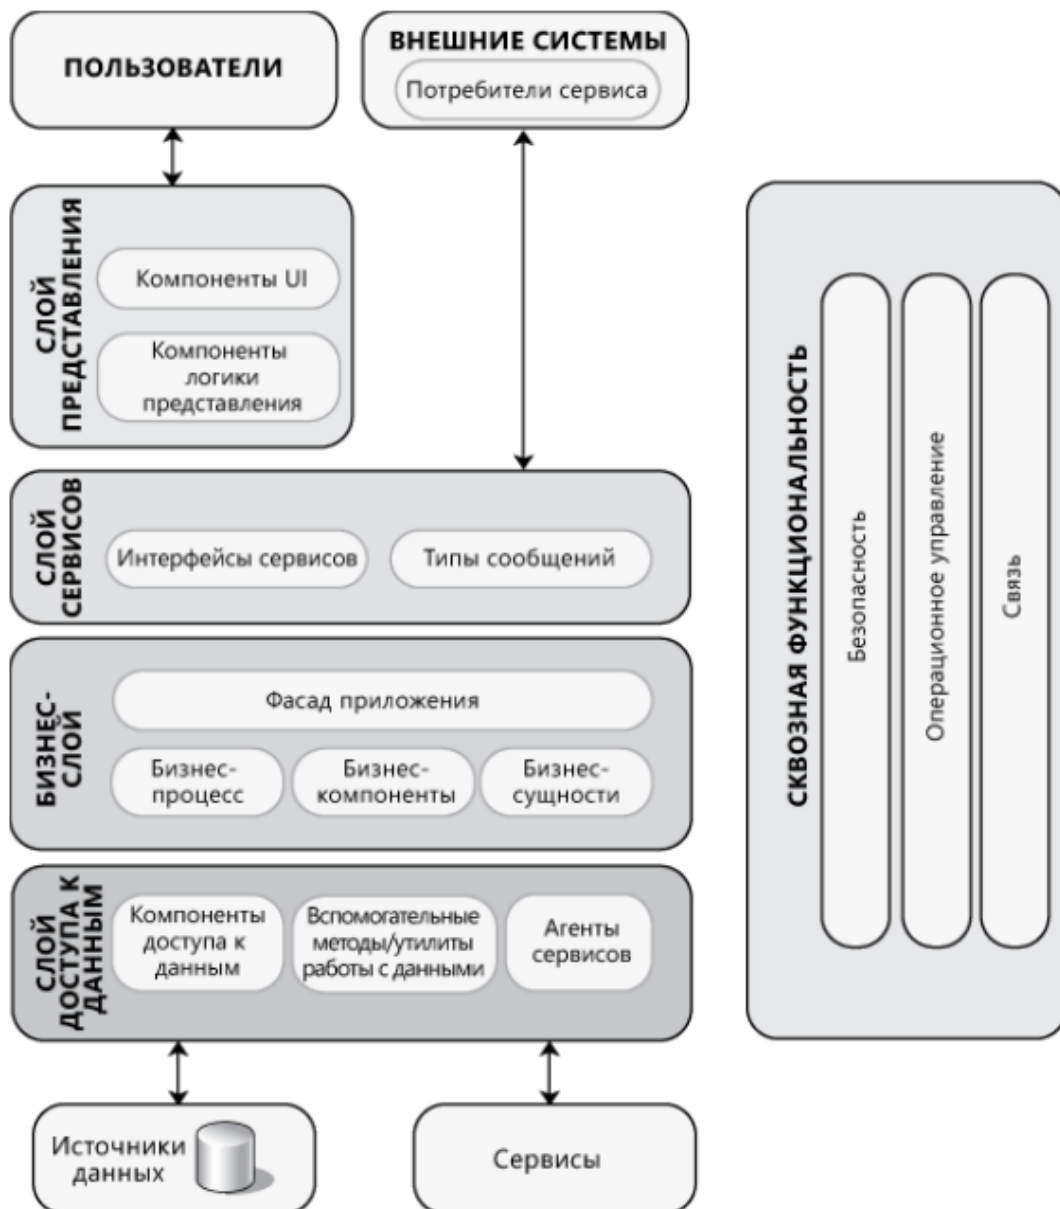 ПОЛЬЗОВАТЕЛИ
ВНЕШНИЕ СИСТЕМЫ
Потребители сервиса
СЛОЙ
ПРЕДСТАВЛЕНИЯ
Компоненты UI
Компоненты
логики
представления
СЛОЙ
СЕРВИСОВ
Интерфейсы сервисов
Типы сообщений
БИЗНЕС-
СЛОЙ
Фасад приложения
Бизнес-
процесс
Бизнес-
компоненты
Бизнес-
сущности
СЛОЙ
ДОСТУПА К
ДАННЫМ
Компоненты
доступа к
данным
Вспомогательные
методы/утилиты
работы с данными
Агенты
сервисов
Источники
данных
Сервисы
СКВОЗНАЯ ФУНКЦИОНАЛЬНОСТЬ
Безопасность
Операционное управление
Связь